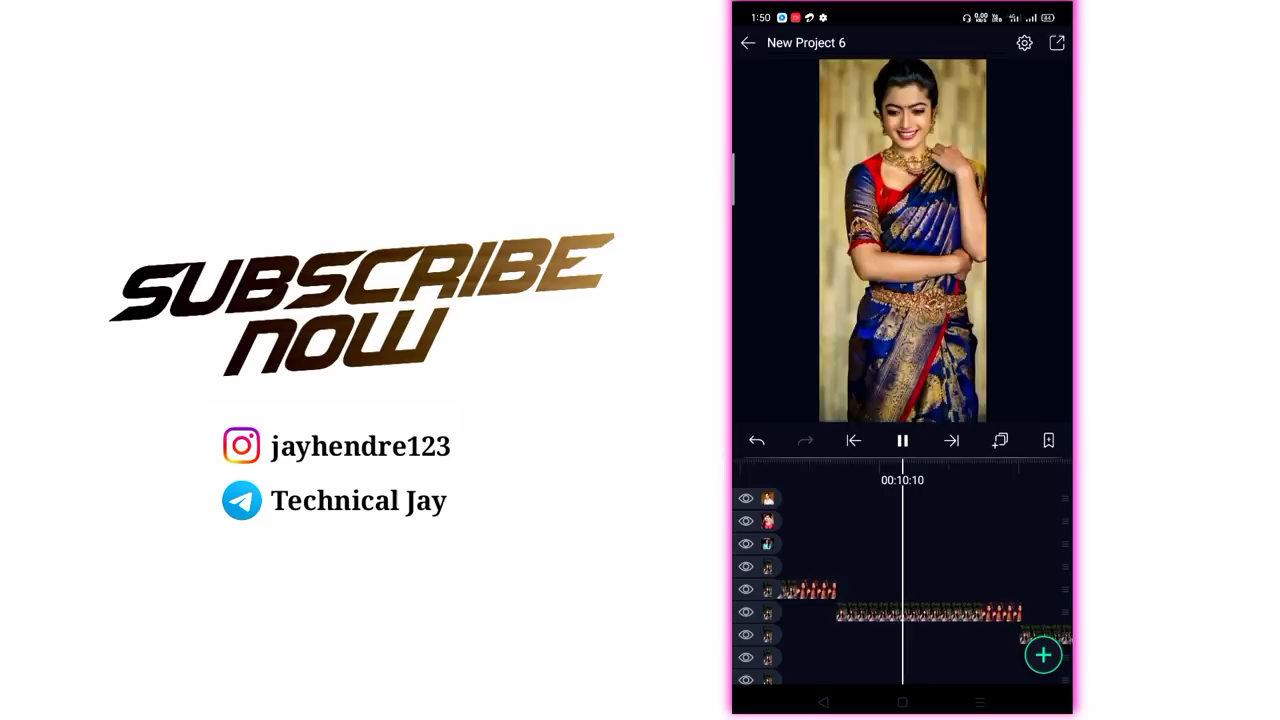 1:50
New Project 6
SUBSCRIBE
NOW
jayhendre123
Technical Jay
00:10:10